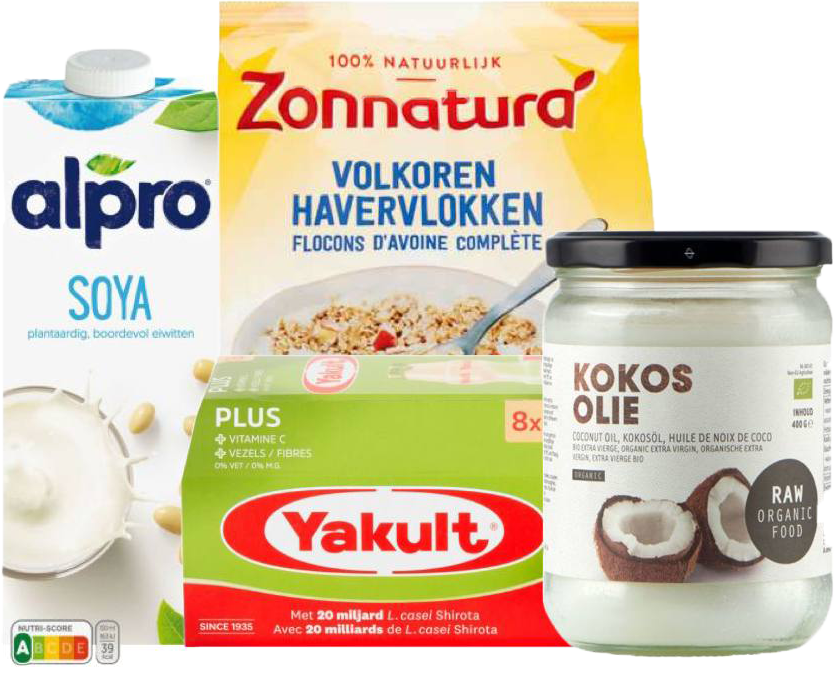 alpro
SOYA
plantaardig, boordevol eiwitten
NUTRI-SCORE
A B C D E
39
100% NATUURLIJK
Zonnatura
VOLKOREN
HAVERVLOKKEN
FLOCONS D'AVOINE COMPLÈTE
PLUS
Yakult
PLUS
+ VITAMINE C
+ VEZELS / FIBRES
0% VET / 0% M.G.
8x
Yakult®
SINCE 1935
Met 20 miljard L. casei Shirota
Avec 20 milliards de L. casei Shirota
KOKOS
OLIE
COCONUT OIL, KOKOSÖL, HUILE DE NOIX DE COCO
BIO EXTRA VIERGE, ORGANIC EXTRA VIRGIN, ORGANISCHE EXTRA
VIRGIN, EXTRA VIERGE BIO
ORGANIC
INHOUD
400 G e
RAW
ORGANIC
FOOD